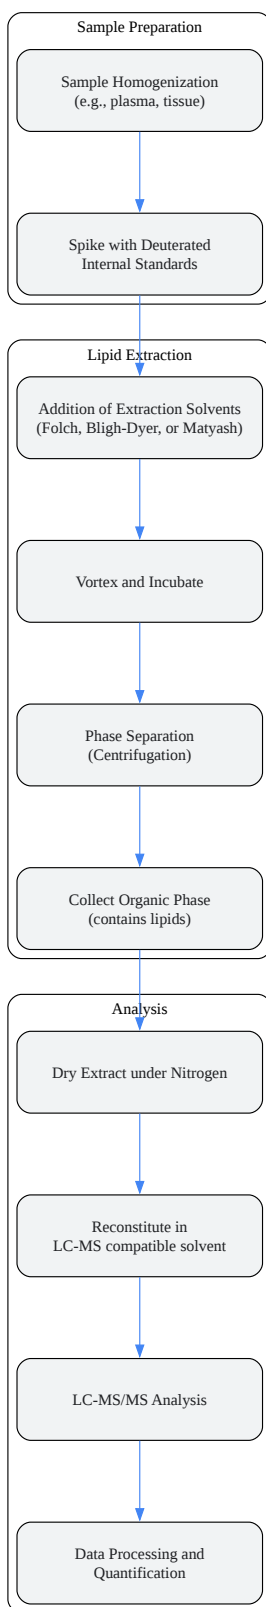 Sample Preparation
Sample Homogenization
(e.g., plasma, tissue)
Spike with Deuterated
Internal Standards
Lipid Extraction
Addition of Extraction Solvents
(Folch, Bligh-Dyer, or Matyash)
Vortex and Incubate
Phase Separation
(Centrifugation)
Collect Organic Phase
(contains lipids)
Analysis
Dry Extract under Nitrogen
Reconstitute in
LC-MS compatible solvent
LC-MS/MS Analysis
Data Processing and
Quantification